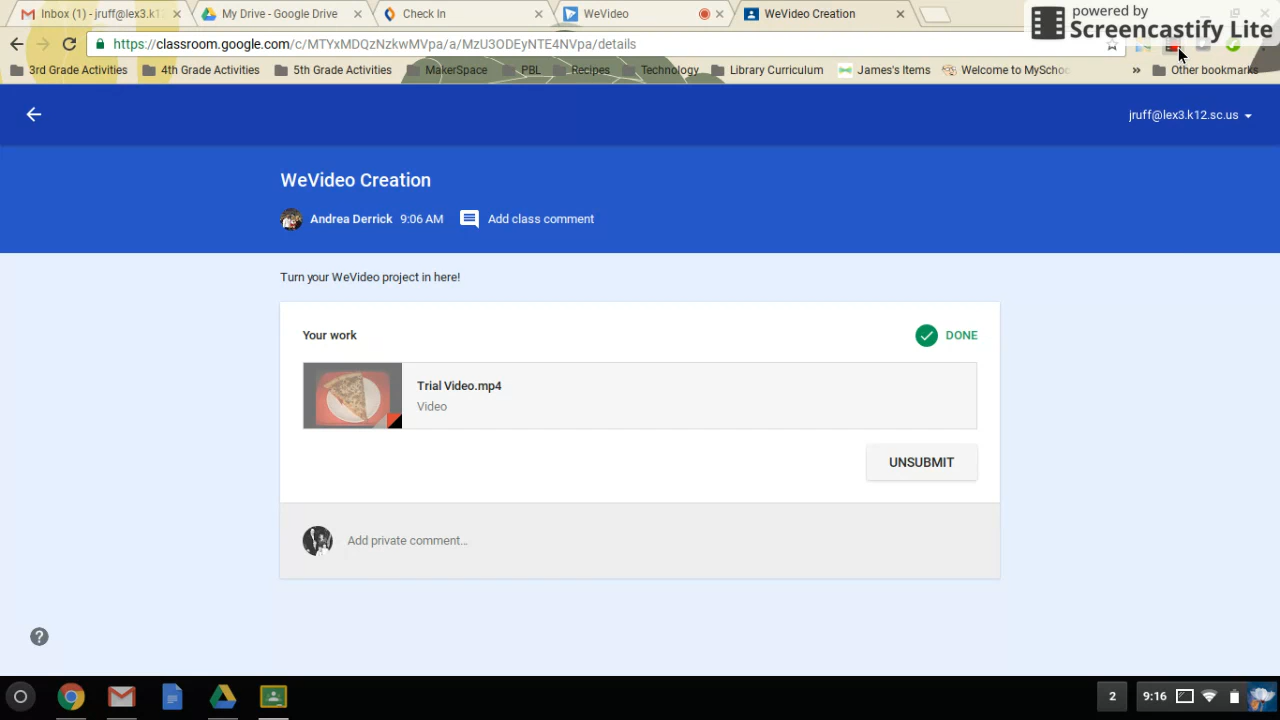 Inbox (1) - jruff@lex3.k1
My Drive - Google Drive
Check In
WeVideo
WeVideo Creation
powered by
Screencastify Lite
https://classroom.google.com/c/MTYxMDQzNzkwMVpa/a/MzI3ODEyNTE4NVpa/details
3rd Grade Activities
4th Grade Activities
5th Grade Activities
MakerSpace
PBL
Recipes
Technology
Library Curriculum
James's Items
Welcome to MyScho
»
Other bookmarks
jruff@lex3.k12.sc.us
WeVideo Creation
Andrea Derrick 9:06 AM
Add class comment
Turn your WeVideo project in here!
Your work
DONE
Trial Video.mp4
Video
UNSUBMIT
Add private comment...
?
2
9:16